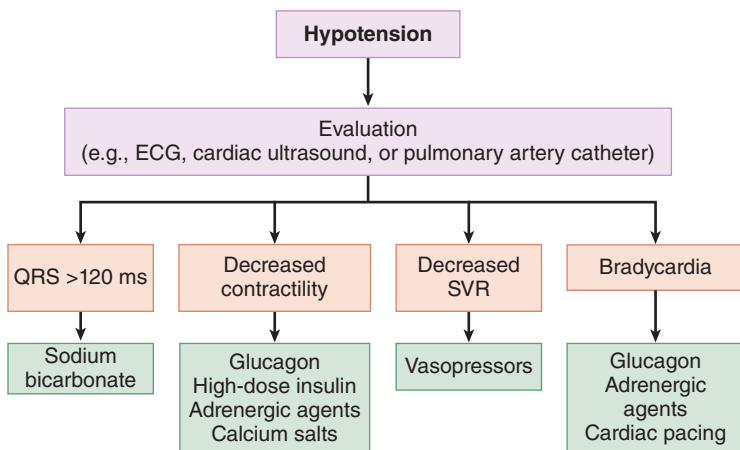 Hypotension
Evaluation
(e.g., ECG, cardiac ultrasound, or pulmonary artery catheter)
QRS >120 ms
Decreased
contractility
Decreased
SVR
Bradycardia
Sodium
bicarbonate
Glucagon
High-dose insulin
Adrenergic agents
Calcium salts
Vasopressors
Glucagon
Adrenergic
agents
Cardiac pacing